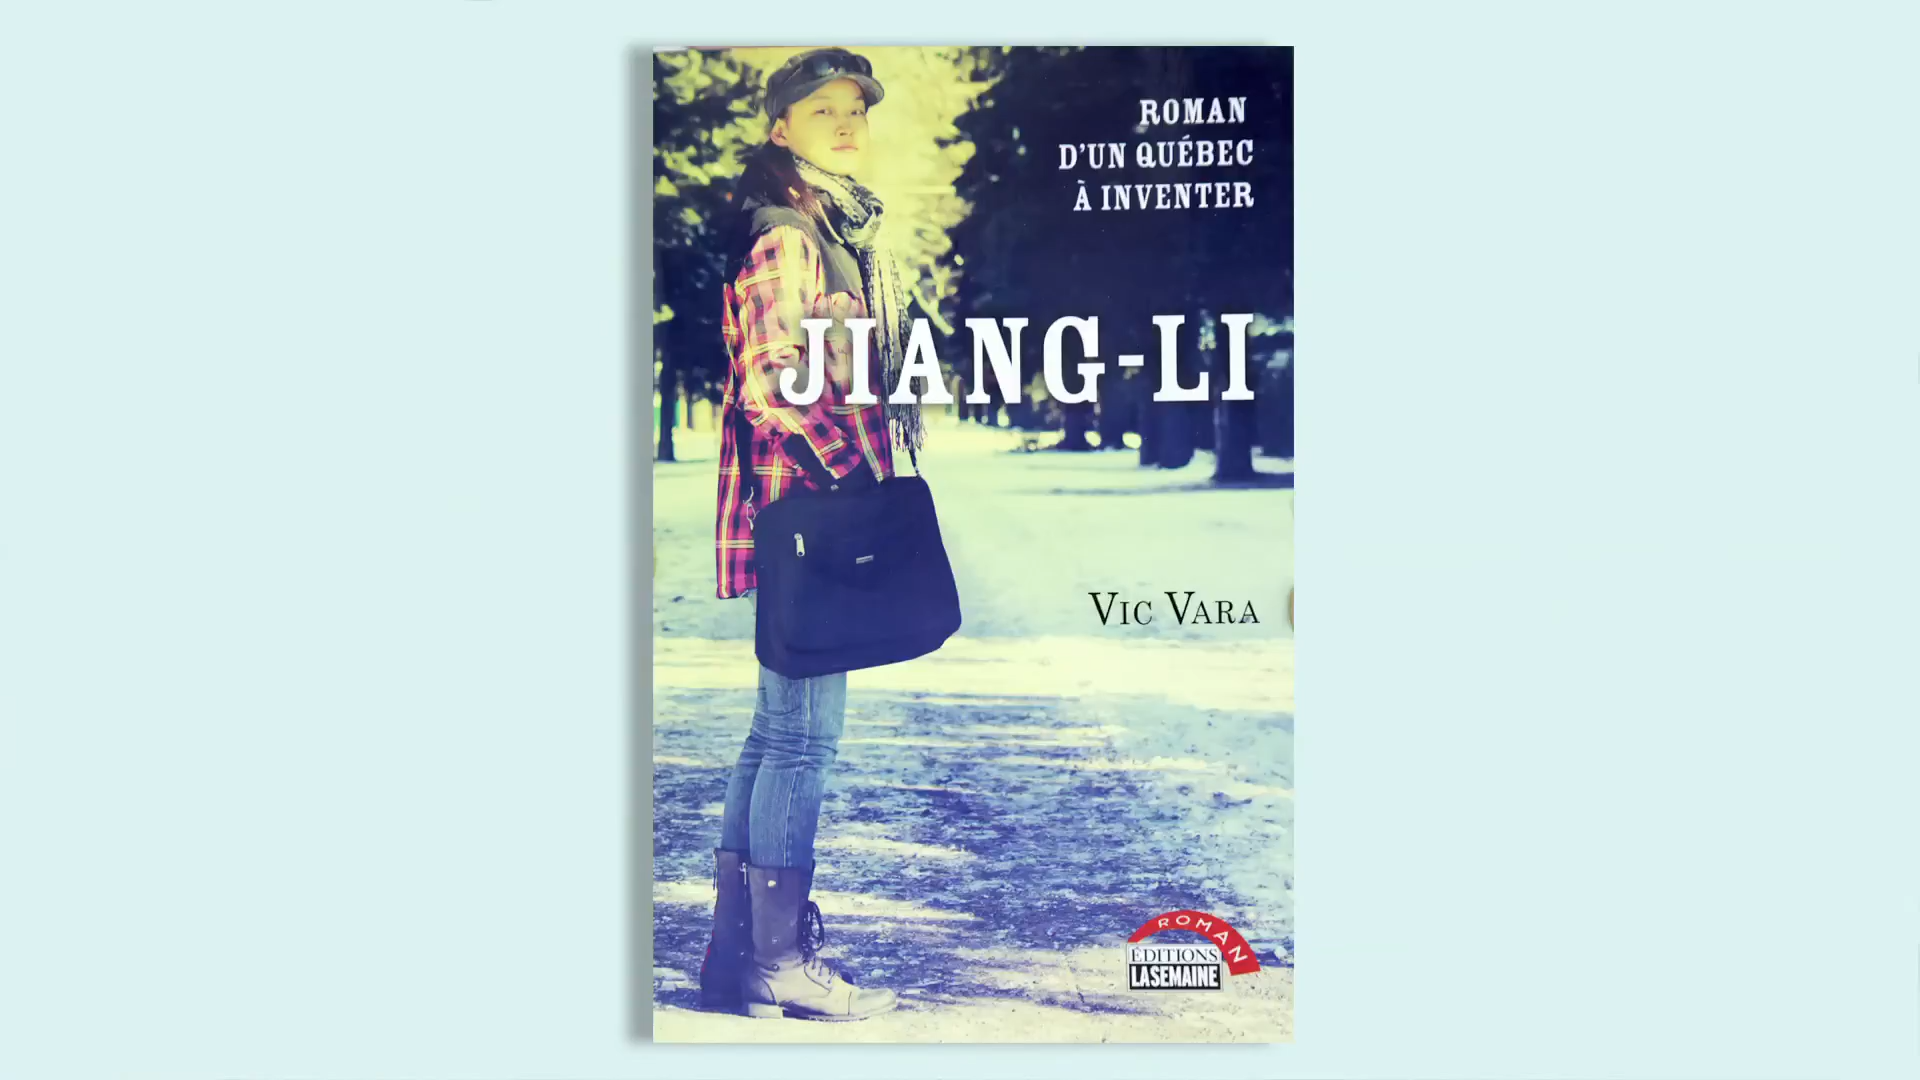 ROMAN
D'UN QUÉBEC
À INVENTER
JIANG-LI
VIC VARA
ROMAN
ÉDITIONS
LASEMAINE